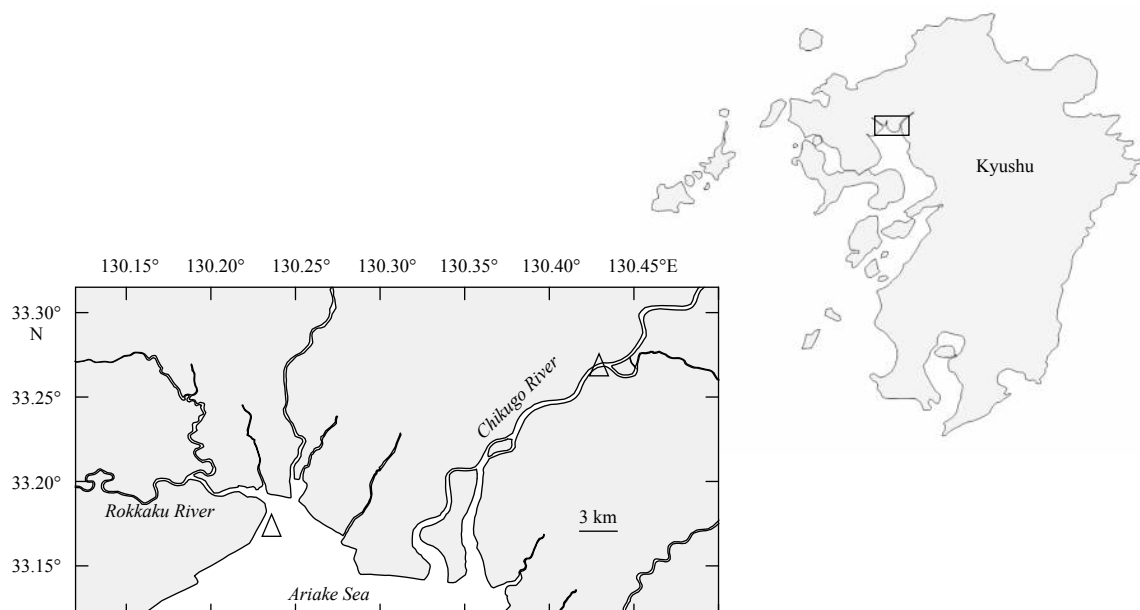 Kyushu
130.15° 130.20° 130.25° 130.30° 130.35° 130.40° 130.45°E
33.30°
N
33.25°
33.20°
33.15°
Chikugo River
Rokkaku River
3 km
Ariake Sea